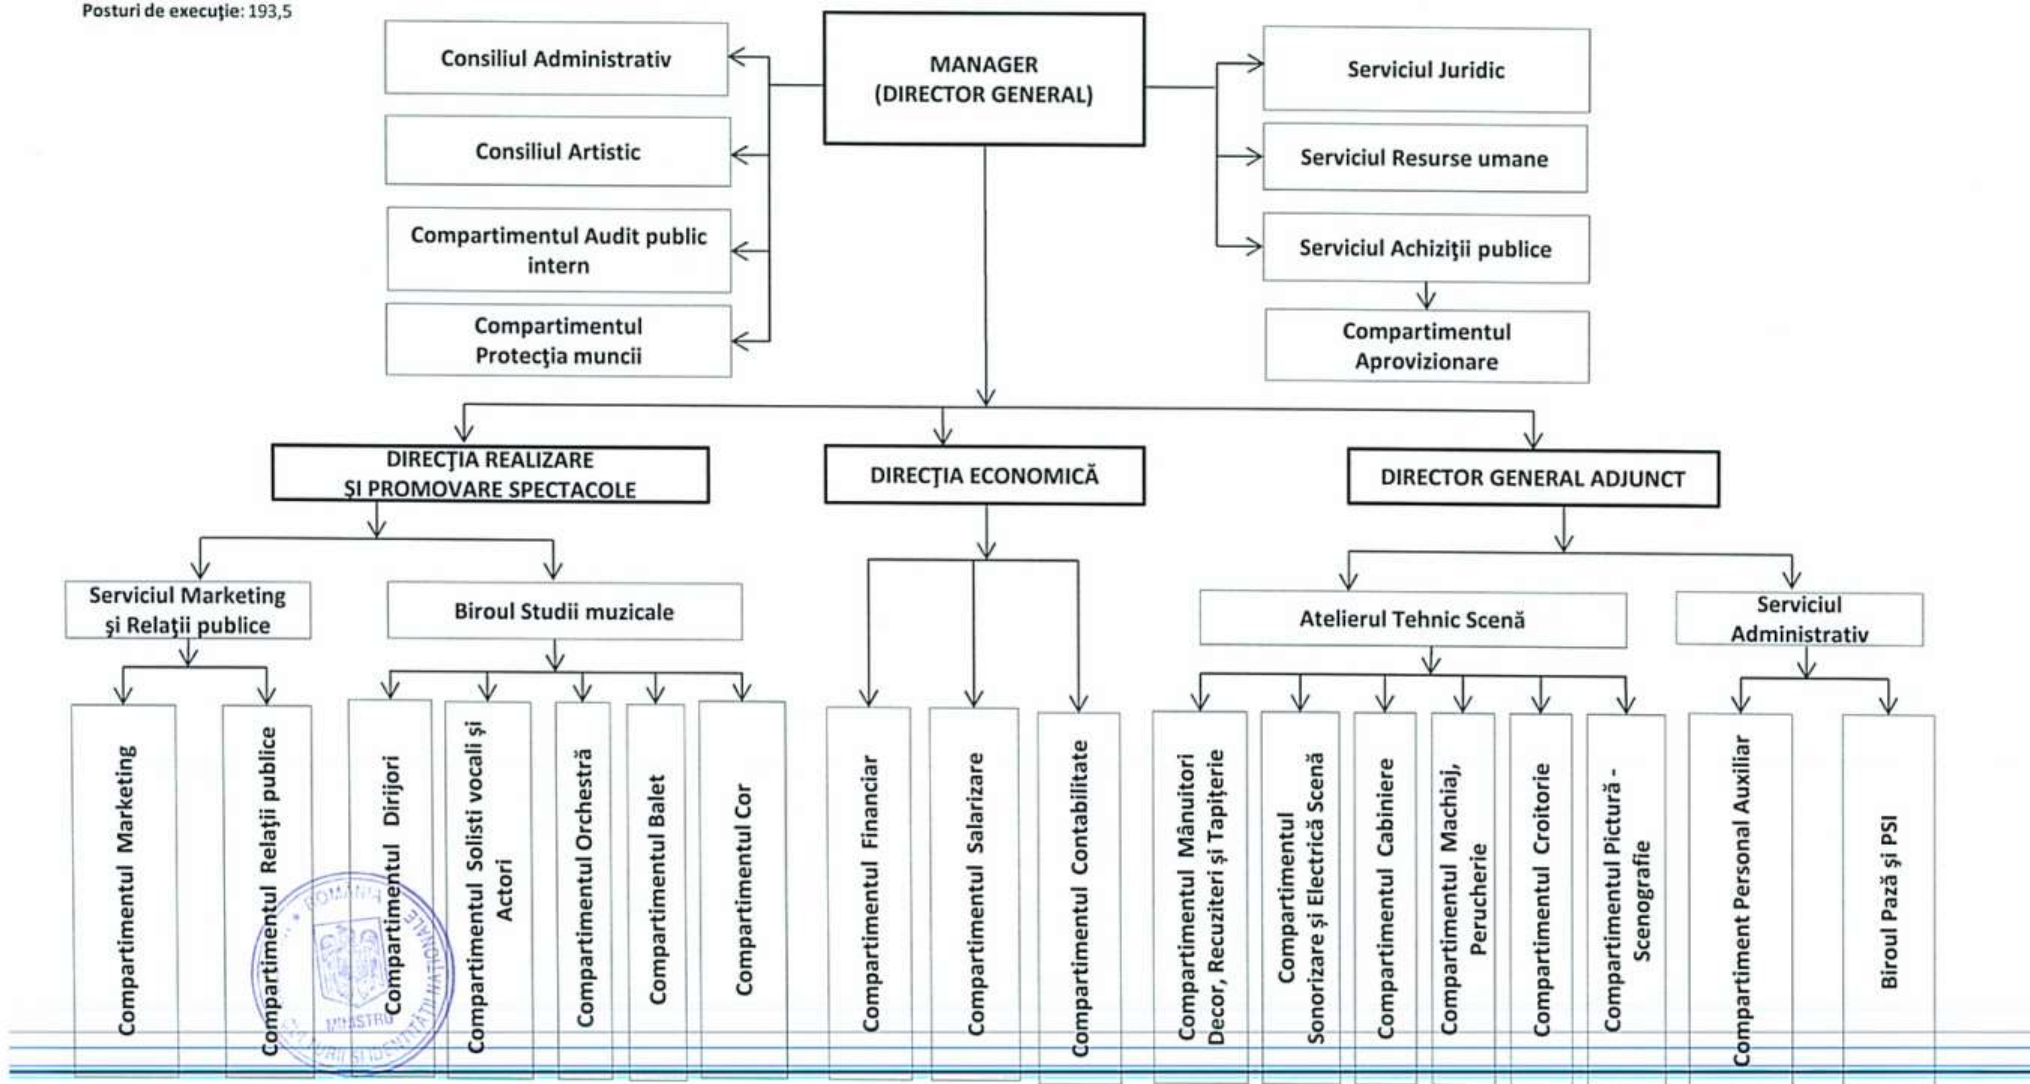 Posturi de execuţie: 193,5
MANAGER
(DIRECTOR GENERAL)
Consiliul Administrativ
Consiliul Artistic
Compartimentul Audit public
intern
Compartimentul
Protecţia muncii
Serviciul Juridic
Serviciul Resurse umane
Serviciul Achiziţii publice
Compartimentul
Aprovizionare
DIRECŢIA REALIZARE
ŞI PROMOVARE SPECTACOLE
DIRECŢIA ECONOMICĂ
DIRECTOR GENERAL ADJUNCT
Serviciul Marketing
şi Relaţii publice
Biroul Studii muzicale
Atelierul Tehnic Scenă
Serviciul
Administrativ
Compartimentul Marketing
Compartimentul Relaţii publice
Compartimentul Dirijori
Compartimentul Solisti vocali şi
Actori
Compartimentul Orchestră
Compartimentul Balet
Compartimentul Cor
Compartimentul Financiar
Compartimentul Salarizare
Compartimentul Contabilitate
Compartimentul Mânuitori
Decor, Recuziteri şi Tapiţerie
Compartimentul
Sonorizare şi Electrică Scenă
Compartimentul Cabiniere
Compartimentul Machiaj,
Perucherie
Compartimentul Croitorie
Compartimentul Pictură -
Scenografie
Compartiment Personal Auxiliar
Biroul Pază şi PSI
ROMÂNIA
MINISTRU